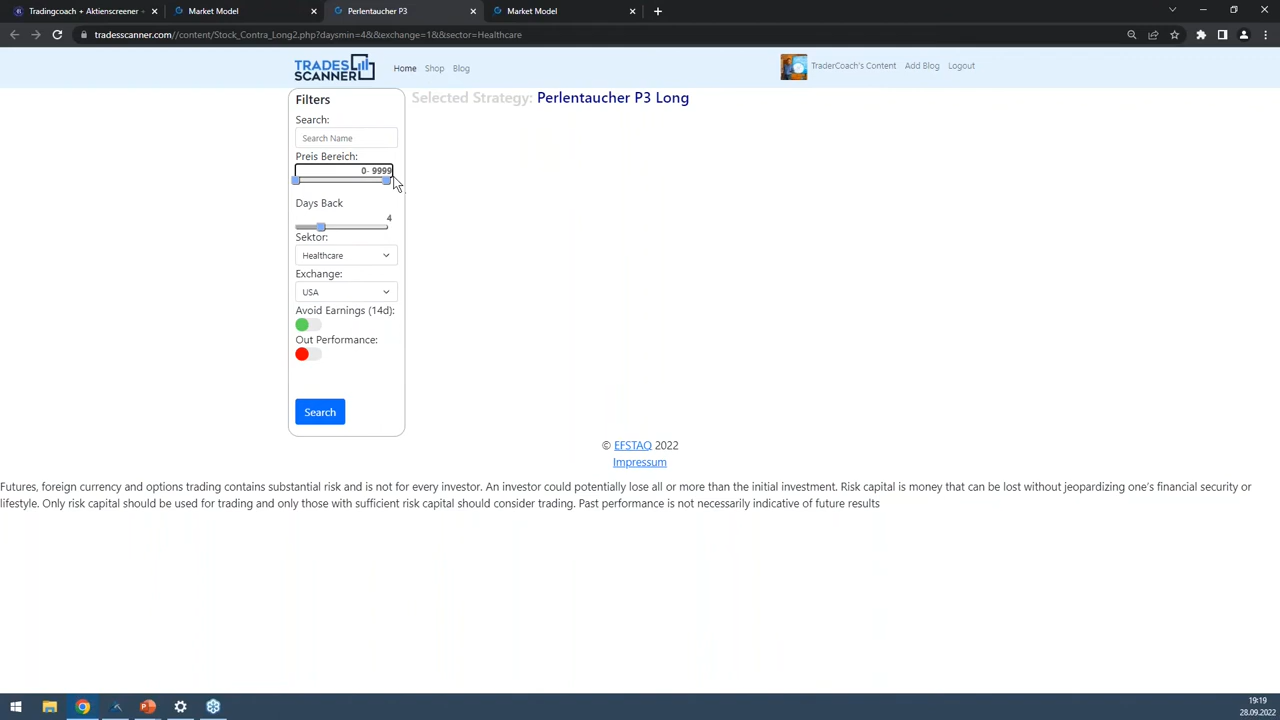 Tradingcoach + Aktienscreener +
Market Model
Perlentaucher P3
Market Model
tradesscanner.com//content/Stock_Contra_Long2.php?daysmin=4&&exchange=1&&sector=Healthcare
TRADES SCANNER
Home
Shop
Blog
TraderCoach's Content
Add Blog
Logout
Filters
Selected Strategy: Perlentaucher P3 Long
Search:
Search Name
Preis Bereich:
0- 9999
Days Back
4
Sektor:
Healthcare
Exchange:
USA
Avoid Earnings (14d):
Out Performance:
Search
© EFSTAQ 2022
Impressum
Futures, foreign currency and options trading contains substantial risk and is not for every investor. An investor could potentially lose all or more than the initial investment. Risk capital is money that can be lost without jeopardizing one's financial security or
lifestyle. Only risk capital should be used for trading and only those with sufficient risk capital should consider trading. Past performance is not necessarily indicative of future results
19:19
28.09.2022